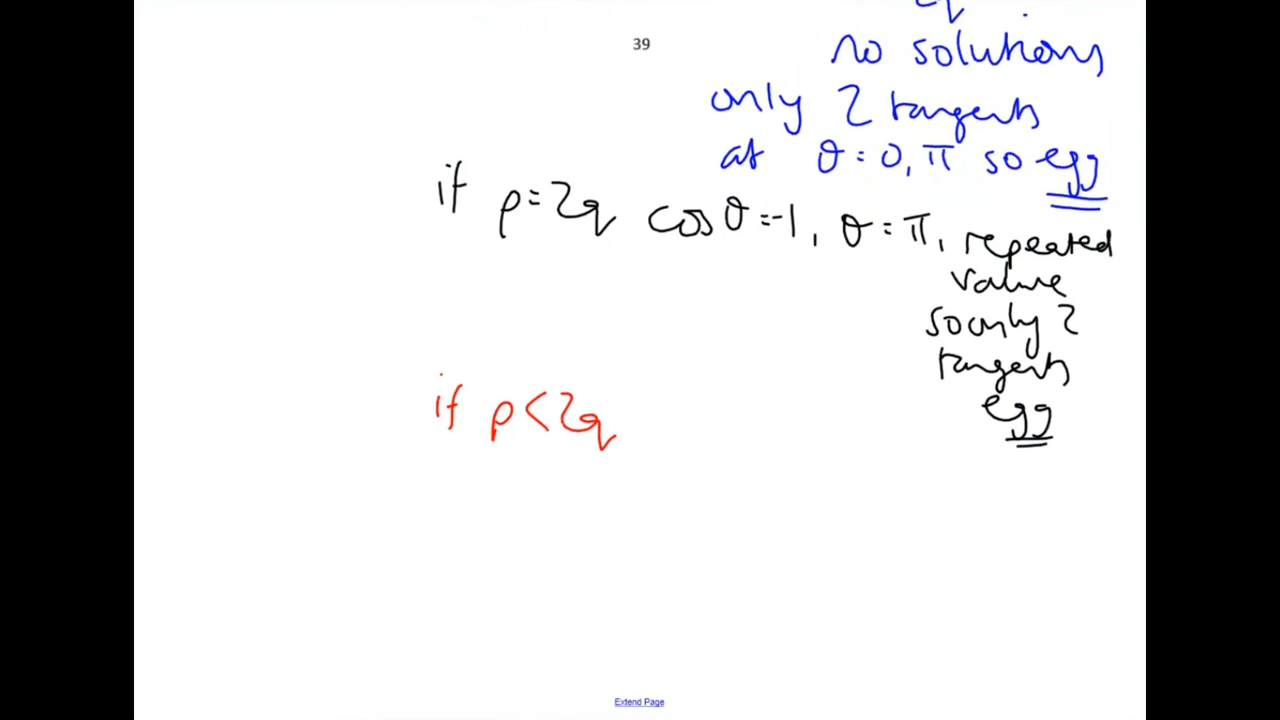 39
no solutions
only 2 tangents
at θ = 0, π so egg
if p = 2q cos θ = -1, θ = π, repeated
value
so only 2
tangents
egg
if p < 2q
Extend Page